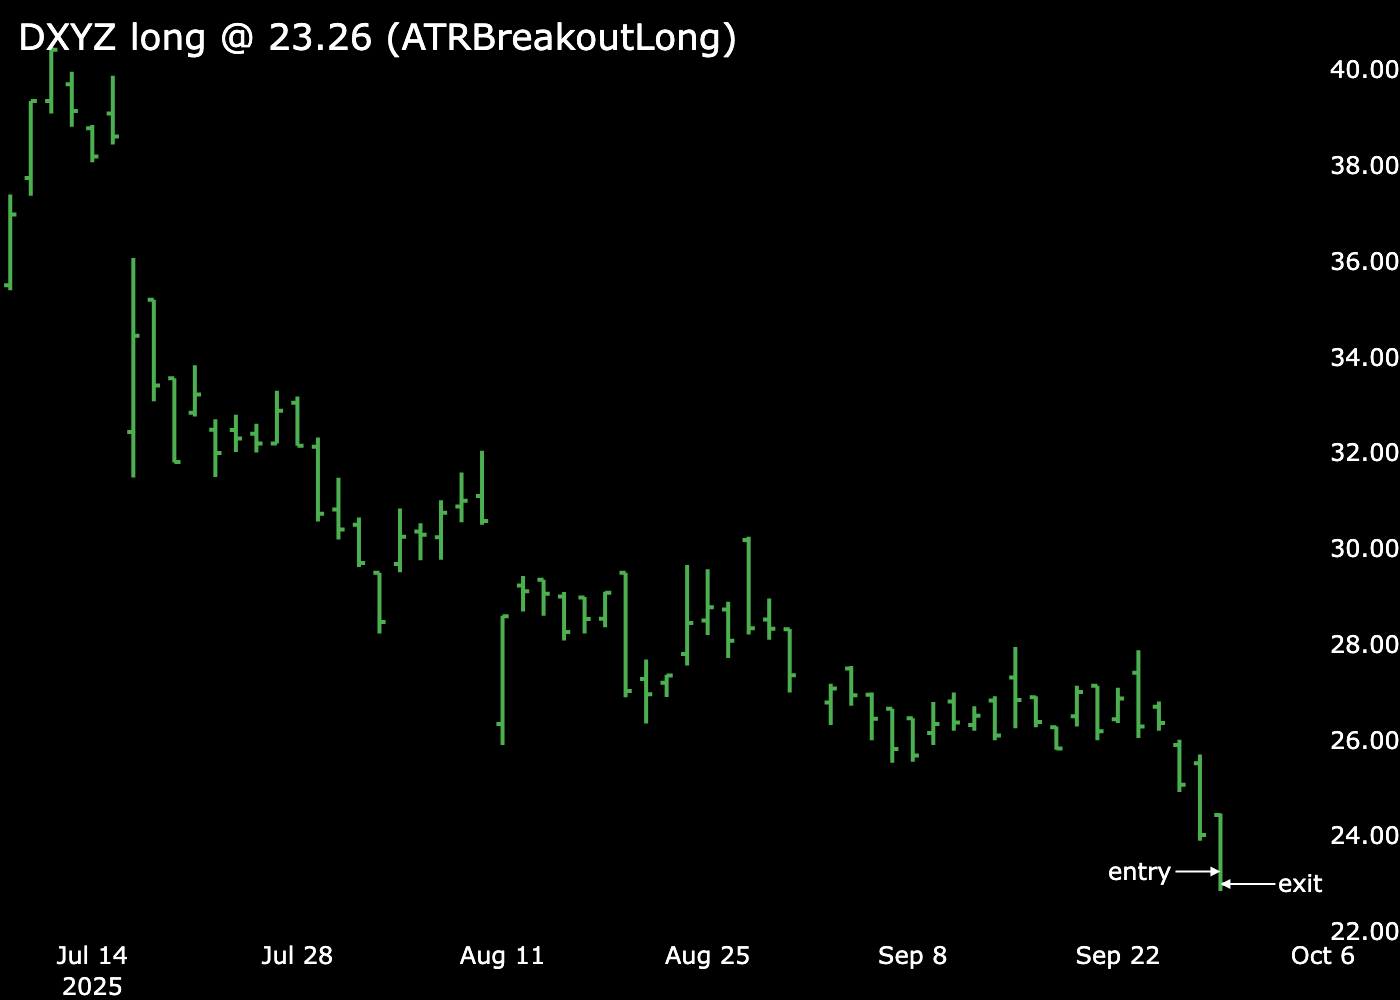 DXYZ long @ 23.26 (ATRBreakoutLong)
40.00
38.00
36.00
34.00
32.00
30.00
28.00
26.00
24.00
22.00
entry
exit
Jul 14
2025
Jul 28
Aug 11
Aug 25
Sep 8
Sep 22
Oct 6